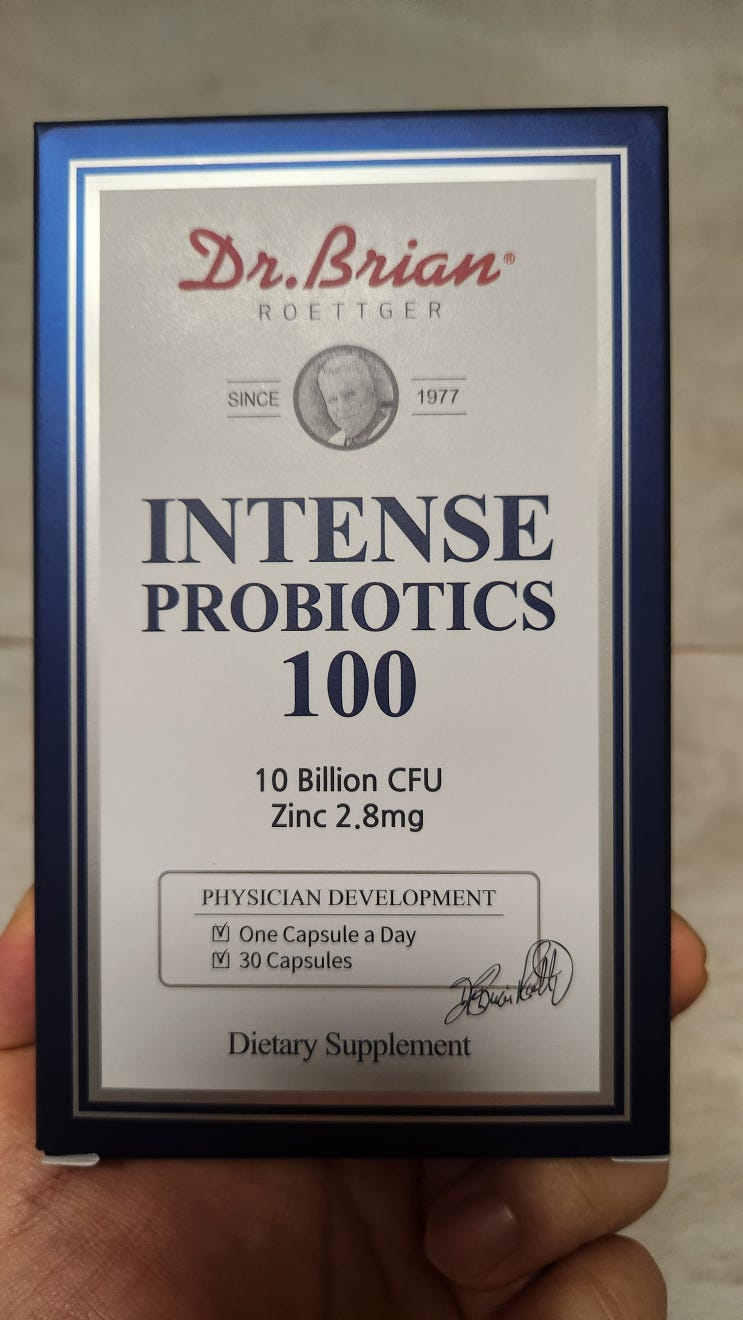 Dr.Brian®
ROETTGER
SINCE 1977
INTENSE
PROBIOTICS
100
10 Billion CFU
Zinc 2.8mg
PHYSICIAN DEVELOPMENT
☑ One Capsule a Day
☑ 30 Capsules
Dietary Supplement